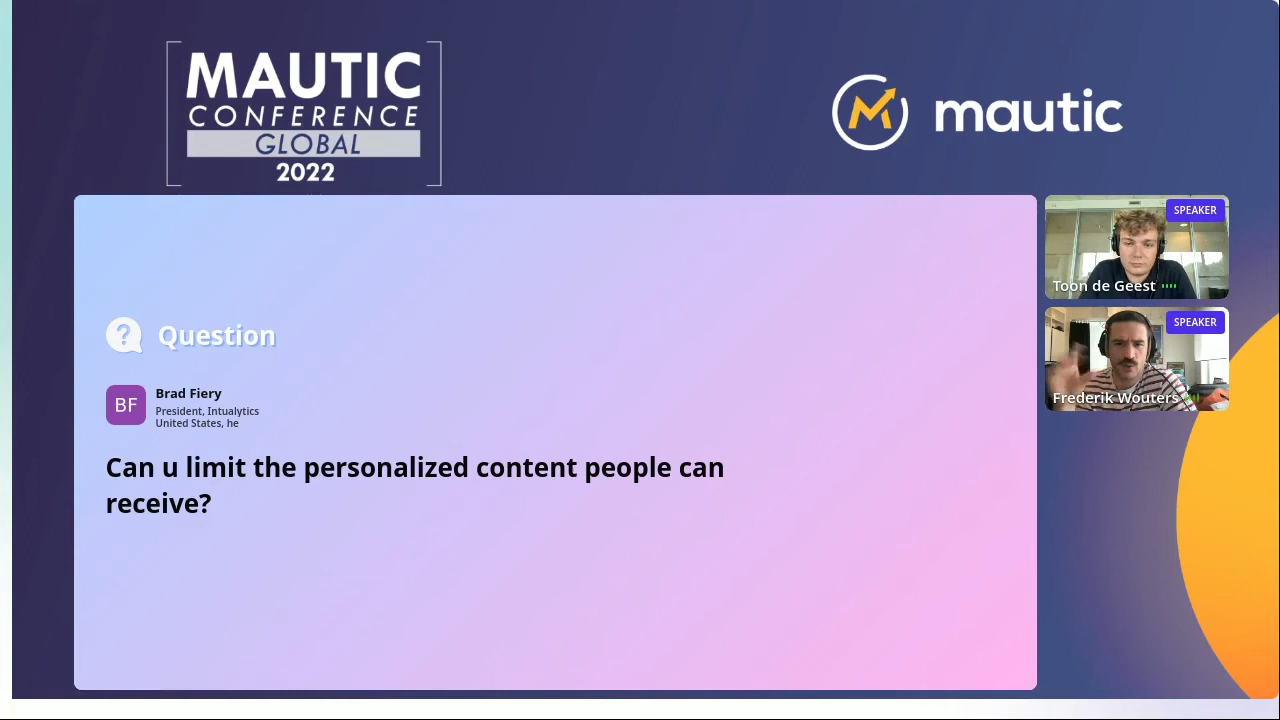 MAUTIC
CONFERENCE
GLOBAL
2022
mautic
SPEAKER
Toon de Geest
SPEAKER
Frederik Wouters
? Question
BF
Brad Fiery
President, Intualytics
United States, he
Can u limit the personalized content people can
receive?